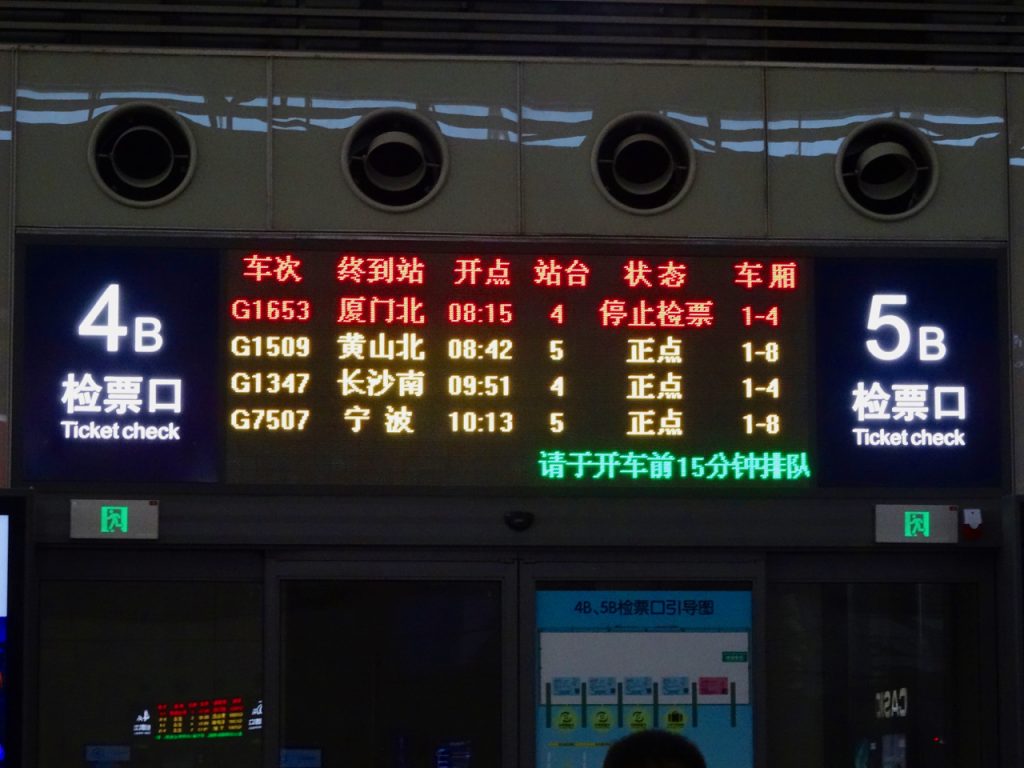 4B
检票口
Ticket check
车次 终到站 开点 站台 状态 车厢
G1653 厦门北 08:15 4 停止检票 1-4
G1509 黄山北 08:42 5 正点 1-8
G1347 长沙南 09:51 4 正点 1-4
G7507 宁波 10:13 5 正点 1-8
请于开车前15分钟排队
5B
检票口
Ticket check
4B、5B检票口引导图
CASIO